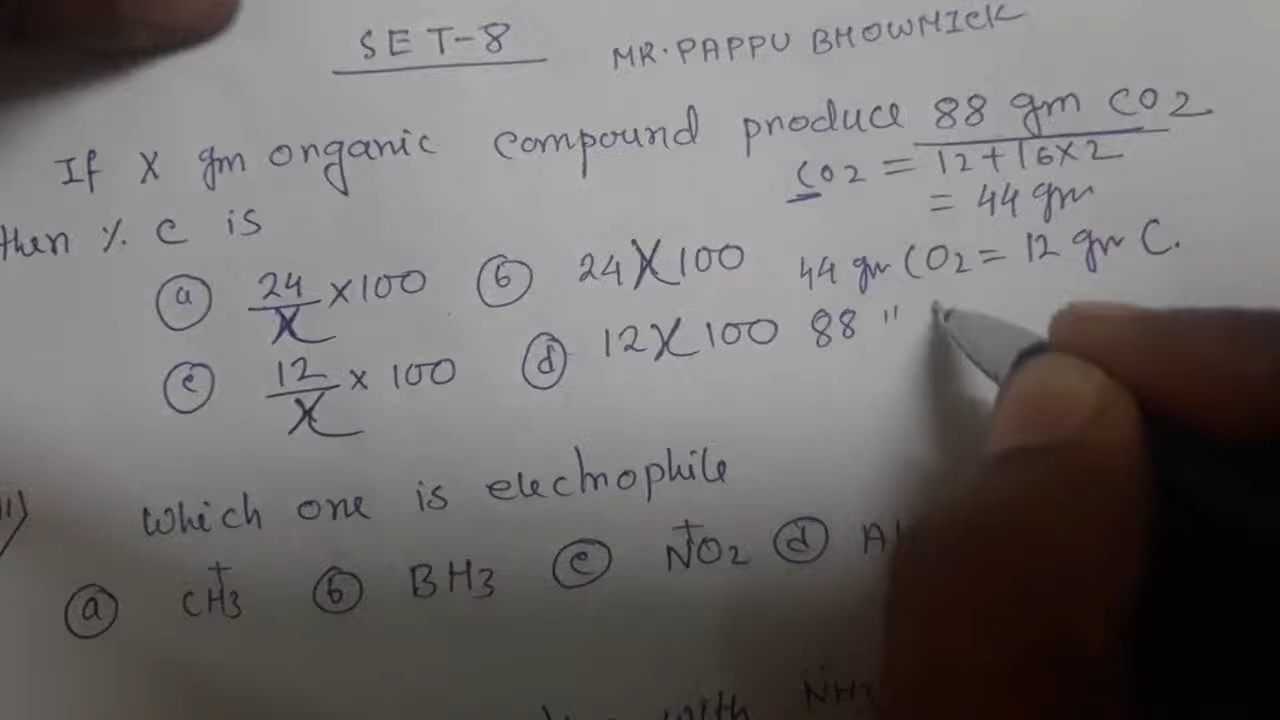 SET-8
MR. PAPPU BHOWMICK
If X gm organic compound produce 88 gm CO2
then % C is
CO2 = 12+16×2
= 44 gm
44 gm CO2 = 12 gm C.
88 "
(a) 24/X ×100 (b) 24X100
(c) 12/X × 100 (d) 12X100
11) Which one is electrophile
(a) CH3+ (b) BH3 (c) NO2+ (d)
with